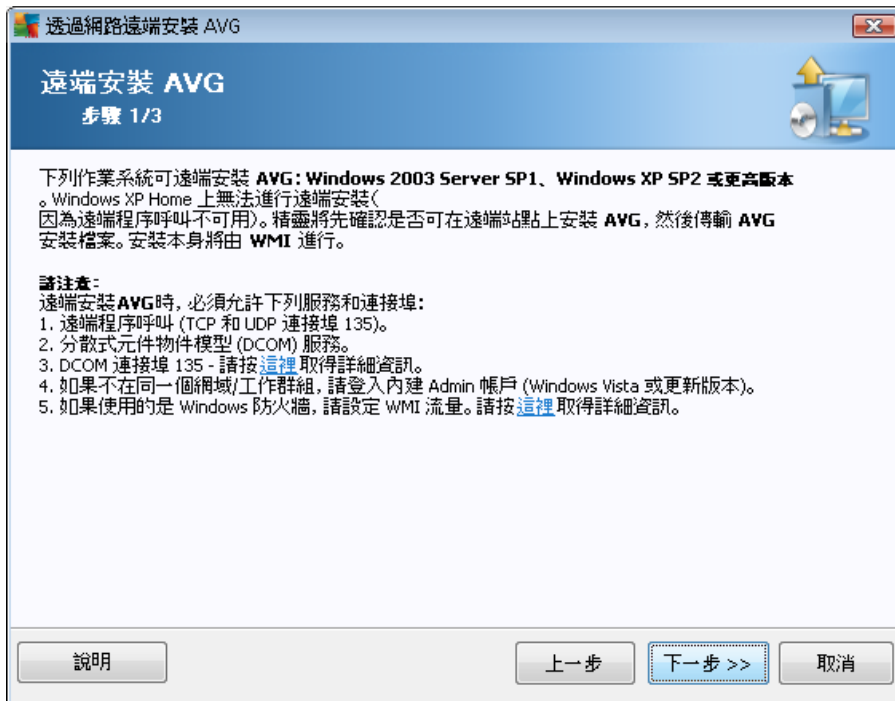 透過網路遠端安裝 AVG
遠端安裝 AVG
步驟 1/3
下列作業系統可遠端安裝 AVG: Windows 2003 Server SP1、Windows XP SP2 或更高版本
。Windows XP Home 上無法進行遠端安裝(
因為遠端程序呼叫不可用)。精靈將先確認是否可在遠端站點上安裝 AVG, 然後傳輸 AVG
安裝檔案。安裝本身將由 WMI 進行。
請注意:
遠端安裝AVG時, 必須允許下列服務和連接埠:
1. 遠端程序呼叫 (TCP 和 UDP 連接埠 135)。
2. 分散式元件物件模型 (DCOM) 服務。
3. DCOM 連接埠 135 - 請按這裡取得詳細資訊。
4. 如果不在同一個網域/工作群組, 請登入內建 Admin 帳戶 (Windows Vista 或更新版本)。
5. 如果使用的是 Windows 防火牆, 請設定 WMI 流量。請按這裡取得詳細資訊。
說明
上一步
下一步 >>
取消